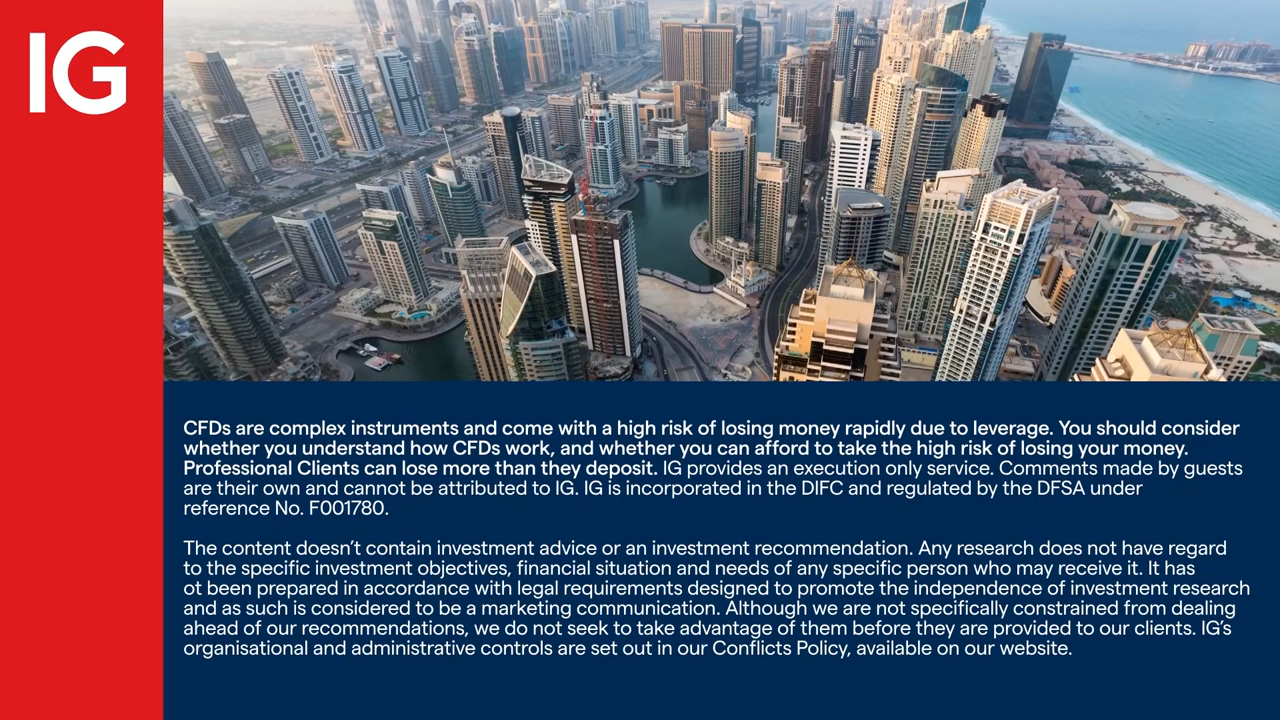 IG
CFDs are complex instruments and come with a high risk of losing money rapidly due to leverage. You should consider
whether you understand how CFDs work, and whether you can afford to take the high risk of losing your money.
Professional Clients can lose more than they deposit. IG provides an execution only service. Comments made by guests
are their own and cannot be attributed to IG. IG is incorporated in the DIFC and regulated by the DFSA under
reference No. F001780.
The content doesn’t contain investment advice or an investment recommendation. Any research does not have regard
to the specific investment objectives, financial situation and needs of any specific person who may receive it. It has
ot been prepared in accordance with legal requirements designed to promote the independence of investment research
and as such is considered to be a marketing communication. Although we are not specifically constrained from dealing
ahead of our recommendations, we do not seek to take advantage of them before they are provided to our clients. IG’s
organisational and administrative controls are set out in our Conflicts Policy, available on our website.